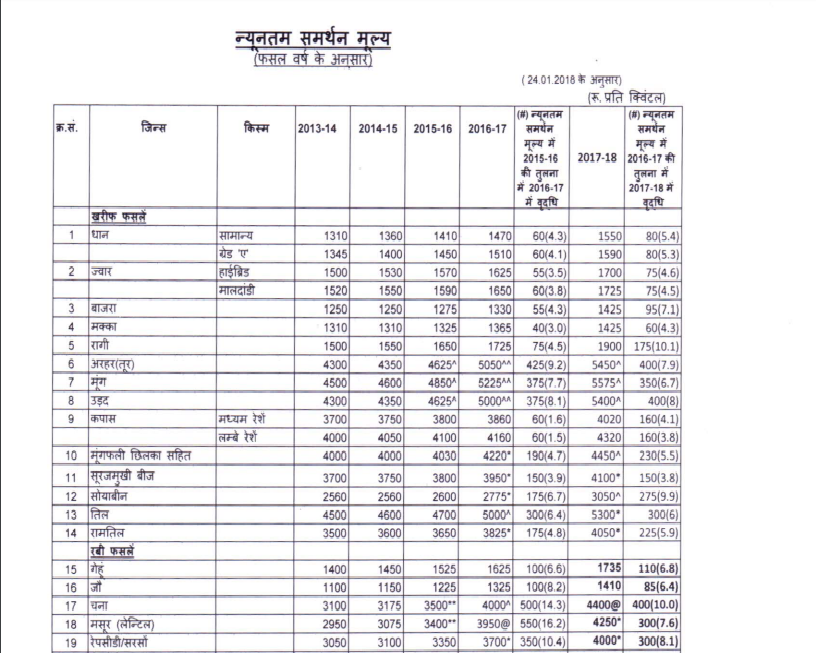 न्यूनतम समर्थन मूल्य
(फसल वर्ष के अनुसार)
( 24.01.2018 के अनुसार)
(रू. प्रति क्विंटल)
क्र.सं. जिन्स किस्म 2013-14 2014-15 2015-16 2016-17 (#) न्यूनतम समर्थन मूल्य में 2015-16 की तुलना में 2016-17 में वृद्धि 2017-18 (#) न्यूनतम समर्थन मूल्य में 2016-17 की तुलना में 2017-18 में वृद्धि
खरीफ फसलें
1 धान सामान्य 1310 1360 1410 1470 60(4.3) 1550 80(5.4)
ग्रेड 'ए' 1345 1400 1450 1510 60(4.1) 1590 80(5.3)
2 ज्वार हाईब्रिड 1500 1530 1570 1625 55(3.5) 1700 75(4.6)
मालदांडी 1520 1550 1590 1650 60(3.8) 1725 75(4.5)
3 बाजरा 1250 1250 1275 1330 55(4.3) 1425 95(7.1)
4 मक्का 1310 1310 1325 1365 40(3.0) 1425 60(4.3)
5 रागी 1500 1550 1650 1725 75(4.5) 1900 175(10.1)
6 अरहर(तूर) 4300 4350 4625^ 5050^^ 425(9.2) 5450^ 400(7.9)
7 मूंग 4500 4600 4850^ 5225^^ 375(7.7) 5575^ 350(6.7)
8 उड़द 4300 4350 4625^ 5000^^ 375(8.1) 5400^ 400(8)
9 कपास मध्यम रेशें 3700 3750 3800 3860 60(1.6) 4020 160(4.1)
लम्बे रेशें 4000 4050 4100 4160 60(1.5) 4320 160(3.8)
10 मूंगफली छिलका सहित 4000 4000 4030 4220* 190(4.7) 4450^ 230(5.5)
11 सूरजमुखी बीज 3700 3750 3800 3950* 150(3.9) 4100* 150(3.8)
12 सोयाबीन 2560 2560 2600 2775* 175(6.7) 3050^ 275(9.9)
13 तिल 4500 4600 4700 5000^ 300(6.4) 5300* 300(6)
14 रामतिल 3500 3600 3650 3825* 175(4.8) 4050* 225(5.9)
रबी फसलें
15 गेहूं 1400 1450 1525 1625 100(6.6) 1735 110(6.8)
16 जौ 1100 1150 1225 1325 100(8.2) 1410 85(6.4)
17 चना 3100 3175 3500** 4000^ 500(14.3) 4400@ 400(10.0)
18 मसूर (लेन्टिल) 2950 3075 3400** 3950@ 550(16.2) 4250* 300(7.6)
19 रेपसीडी/सरसों 3050 3100 3350 3700* 350(10.4) 4000* 300(8.1)